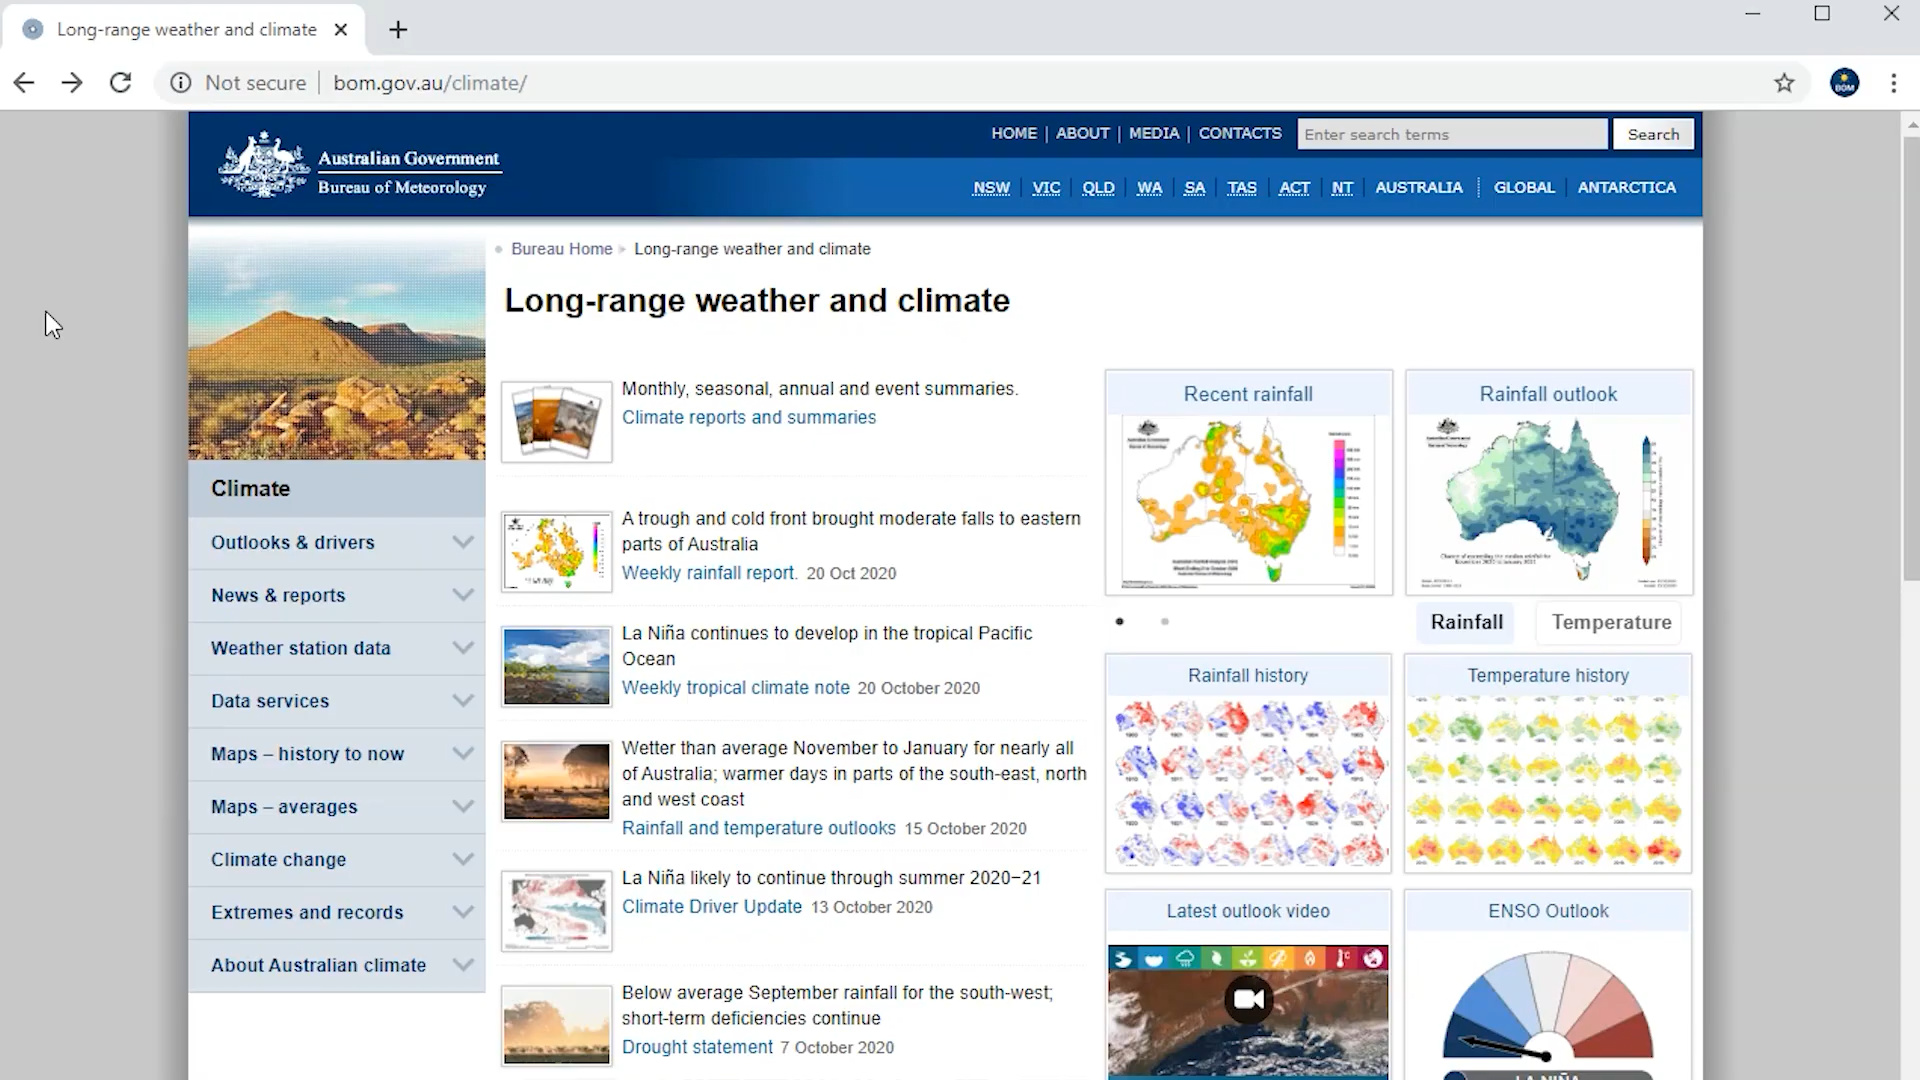 Long-range weather and climate
Not secure
bom.gov.au/climate/
BOM
HOME | ABOUT | MEDIA | CONTACTS
Enter search terms
Search
Australian Government
Bureau of Meteorology
NSW VIC QLD WA SA TAS ACT NT AUSTRALIA GLOBAL ANTARCTICA
Bureau Home
Long-range weather and climate
Long-range weather and climate
Climate
Outlooks & drivers
News & reports
Weather station data
Data services
Maps – history to now
Maps – averages
Climate change
Extremes and records
About Australian climate
Monthly, seasonal, annual and event summaries.
Climate reports and summaries
A trough and cold front brought moderate falls to eastern
parts of Australia
Weekly rainfall report. 20 Oct 2020
La Niña continues to develop in the tropical Pacific
Ocean
Weekly tropical climate note 20 October 2020
Wetter than average November to January for nearly all
of Australia; warmer days in parts of the south-east, north
and west coast
Rainfall and temperature outlooks 15 October 2020
La Niña likely to continue through summer 2020–21
Climate Driver Update 13 October 2020
Below average September rainfall for the south-west;
short-term deficiencies continue
Drought statement 7 October 2020
Recent rainfall
Rainfall outlook
Rainfall
Temperature
Rainfall history
Temperature history
Latest outlook video
ENSO Outlook
LA NIÑA